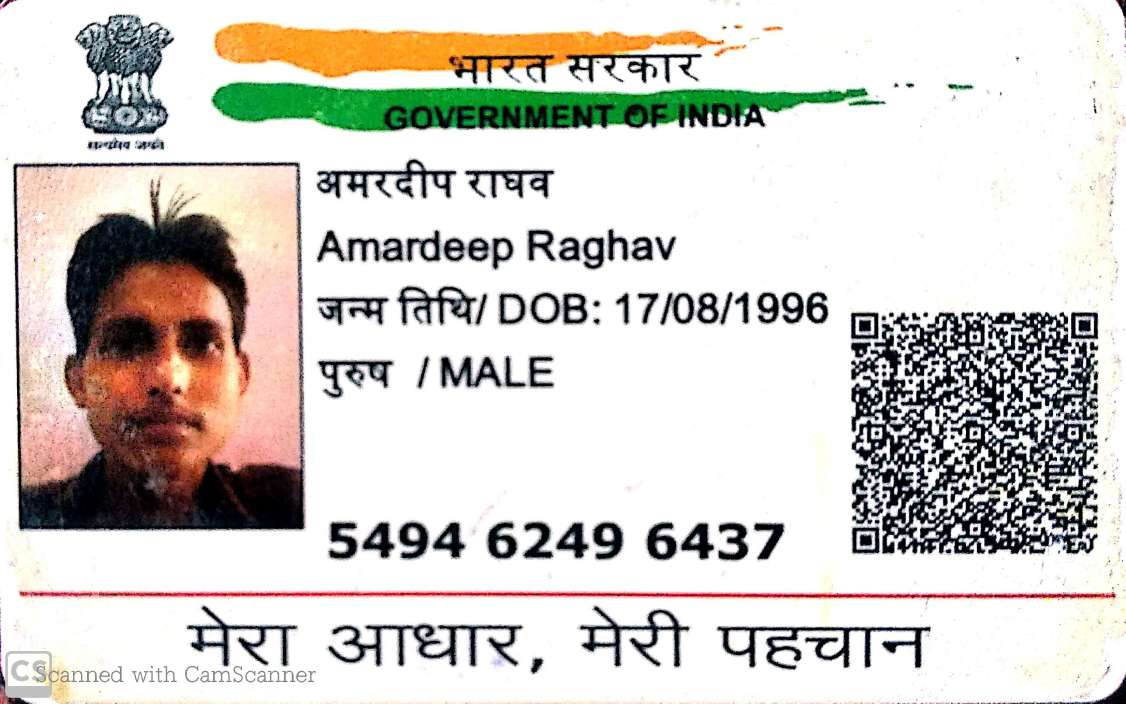 सत्यमेव जयते
भारत सरकार
GOVERNMENT OF INDIA
अमरदीप राघव
Amardeep Raghav
जन्म तिथि/ DOB: 17/08/1996
पुरुष / MALE
5494 6249 6437
मेरा आधार, मेरी पहचान
CS Scanned with CamScanner